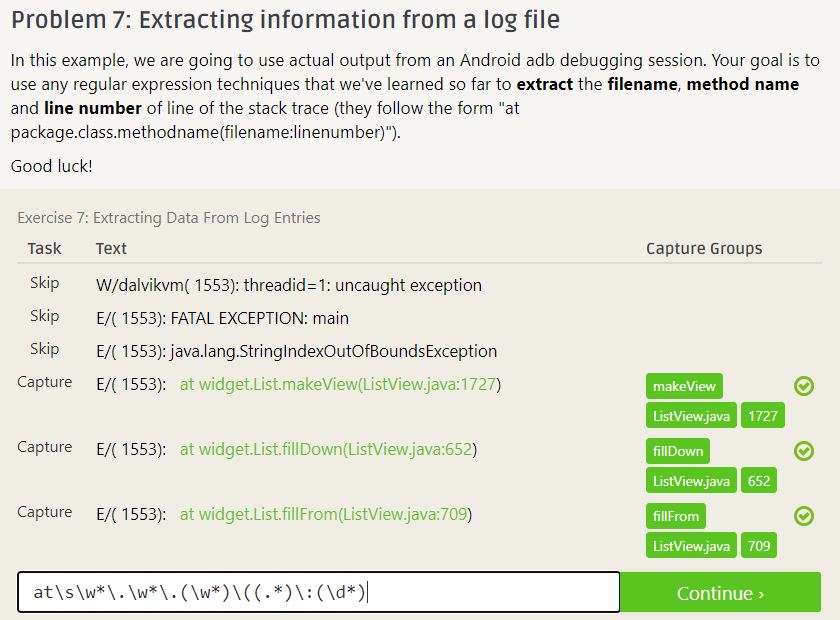 Problem 7: Extracting information from a log file
In this example, we are going to use actual output from an Android adb debugging session. Your goal is to
use any regular expression techniques that we've learned so far to extract the filename, method name
and line number of line of the stack trace (they follow the form "at
package.class.methodname(filename:linenumber)").
Good luck!
Exercise 7: Extracting Data From Log Entries
Task Text Capture Groups
Skip W/dalvikvm( 1553): threadid=1: uncaught exception
Skip E/( 1553): FATAL EXCEPTION: main
Skip E/( 1553): java.lang.StringIndexOutOfBoundsException
Capture E/( 1553): at widget.List.makeView(ListView.java:1727) makeView
ListView.java 1727
Capture E/( 1553): at widget.List.fillDown(ListView.java:652) fillDown
ListView.java 652
Capture E/( 1553): at widget.List.fillFrom(ListView.java:709) fillFrom
ListView.java 709
at\s\w*\.\w*\.(\w*)\((.*)\:(\d*) Continue ›